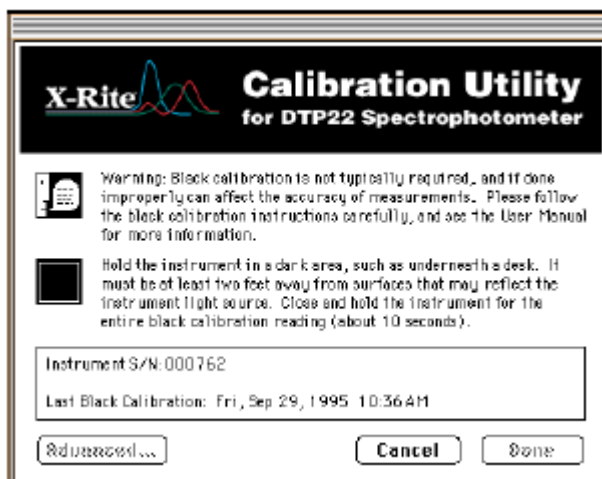 X-Rite
Calibration Utility
for DTP22 Spectrophotometer
Warning: Black calibration is not typically required, and if done
improperly can affect the accuracy of measurements. Please follow
the black calibration instructions carefully, and see the User Manual
for more information.
Hold the instrument in a dark area, such as underneath a desk. It
must be at least two feet away from surfaces that may reflect the
instrument light source. Close and hold the instrument for the
entire black calibration reading (about 10 seconds).
Instrument S/N:000762
Last Black Calibration: Fri, Sep 29, 1995 10:36AM
Advanced...
Cancel
Done